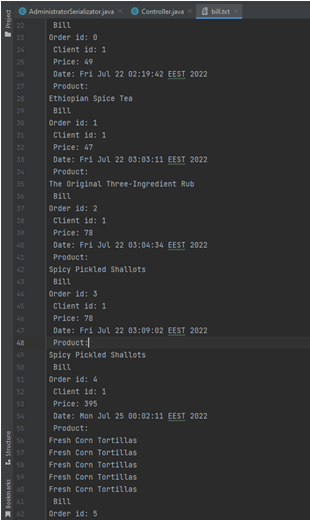 AdministratorSerializator.java
Controller.java
bill.txt
Project
22 Bill
23 Order id: 0
24 Client id: 1
25 Price: 49
26 Date: Fri Jul 22 02:19:42 EEST 2022
27 Product:
28 Ethiopian Spice Tea
29 Bill
30 Order id: 1
31 Client id: 1
32 Price: 47
33 Date: Fri Jul 22 03:03:11 EEST 2022
34 Product:
35 The Original Three-Ingredient Rub
36 Bill
37 Order id: 2
38 Client id: 1
39 Price: 78
40 Date: Fri Jul 22 03:04:34 EEST 2022
41 Product:
42 Spicy Pickled Shallots
43 Bill
44 Order id: 3
45 Client id: 1
46 Price: 78
47 Date: Fri Jul 22 03:09:02 EEST 2022
48 Product:
49 Spicy Pickled Shallots
50 Bill
51 Order id: 4
52 Client id: 1
53 Price: 395
54 Date: Mon Jul 25 00:02:11 EEST 2022
55 Product:
56 Fresh Corn Tortillas
57 Fresh Corn Tortillas
58 Fresh Corn Tortillas
59 Fresh Corn Tortillas
60 Fresh Corn Tortillas
61 Bill
62 Order id: 5
Structure
Bookmarks